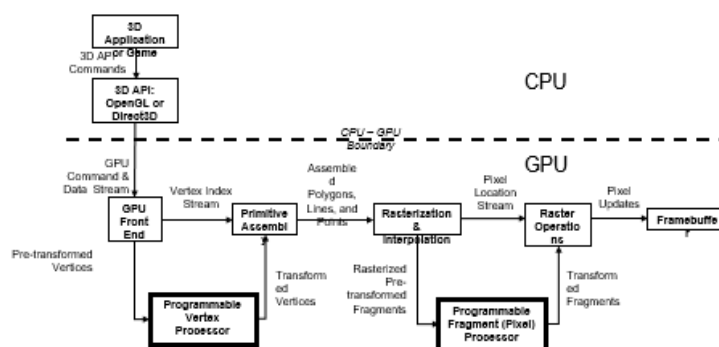 3D
Application
or Game
3D API
Commands
3D API:
OpenGL or
Direct3D
CPU
CPU – GPU
Boundary
GPU
GPU
Command &
Data Stream
Vertex Index
Stream
Assemble
d
Polygons,
Lines, and
Points
Pixel
Location
Stream
Pixel
Updates
GPU
Front
End
Primitive
Assembl
Rasterization
&
Interpolation
Raster
Operatio
ns
Framebuffe
r
Pre-transformed
Vertices
Transform
ed
Vertices
Rasterized
Pre-
transformed
Fragments
Transform
ed
Fragments
Programmable
Vertex
Processor
Programmable
Fragment (Pixel)
Processor